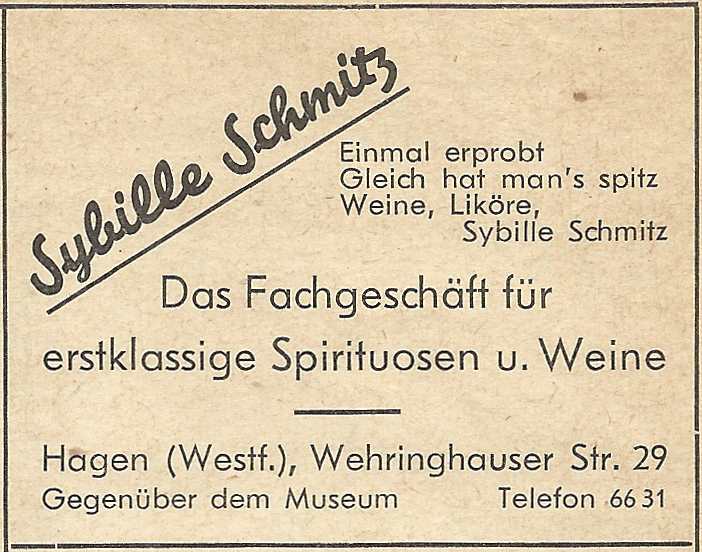 Sybille Schmitz
Einmal erprobt
Gleich hat man's spitz
Weine, Liköre,
Sybille Schmitz
Das Fachgeschäft für
erstklassige Spirituosen u. Weine
Hagen (Westf.), Wehringhauser Str. 29
Gegenüber dem Museum Telefon 66 31